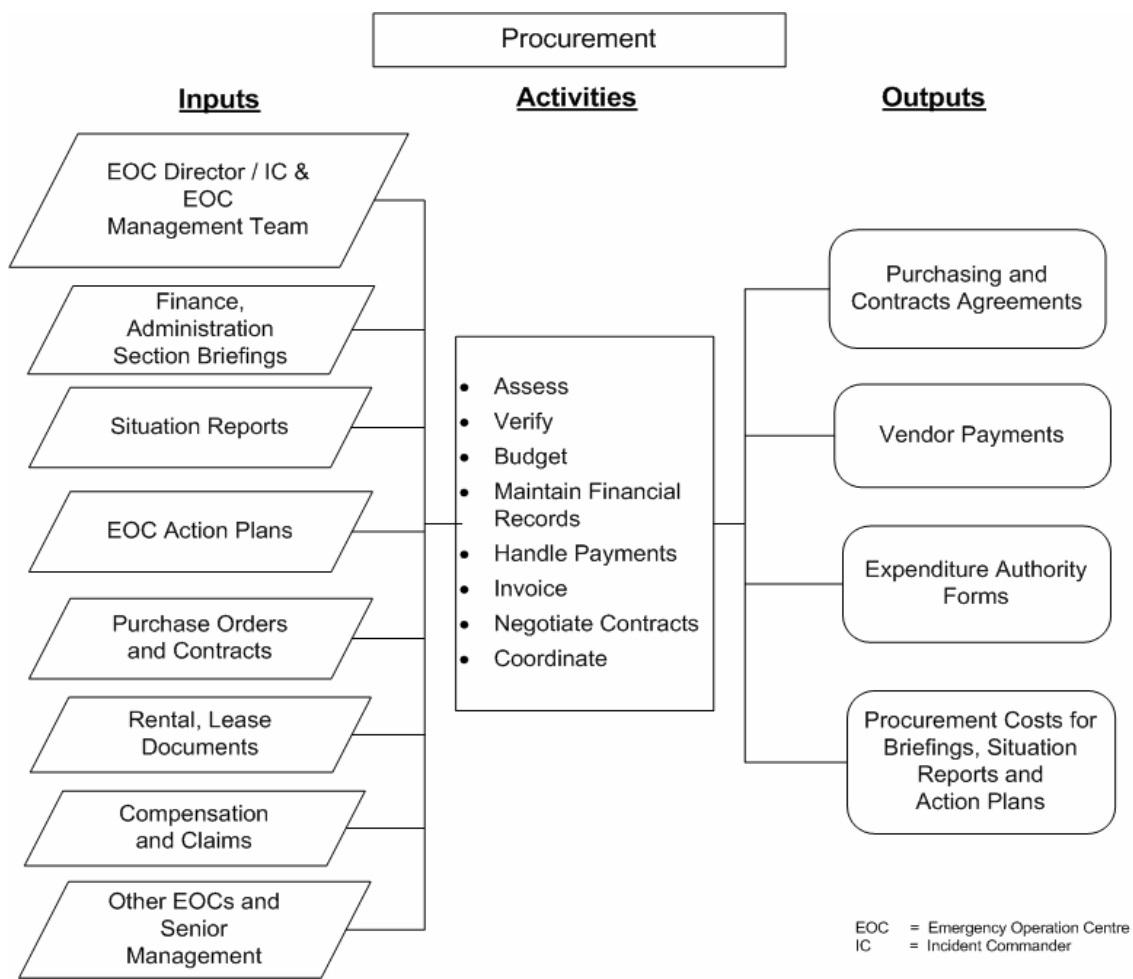 Procurement
Inputs
Activities
Outputs
EOC Director / IC &
EOC
Management Team
Finance,
Administration
Section Briefings
Situation Reports
EOC Action Plans
Purchase Orders
and Contracts
Rental, Lease
Documents
Compensation
and Claims
Other EOCs and
Senior
Management
• Assess
• Verify
• Budget
• Maintain Financial
Records
• Handle Payments
• Invoice
• Negotiate Contracts
• Coordinate
Purchasing and
Contracts Agreements
Vendor Payments
Expenditure Authority
Forms
Procurement Costs for
Briefings, Situation
Reports and
Action Plans
EOC = Emergency Operation Centre
IC = Incident Commander